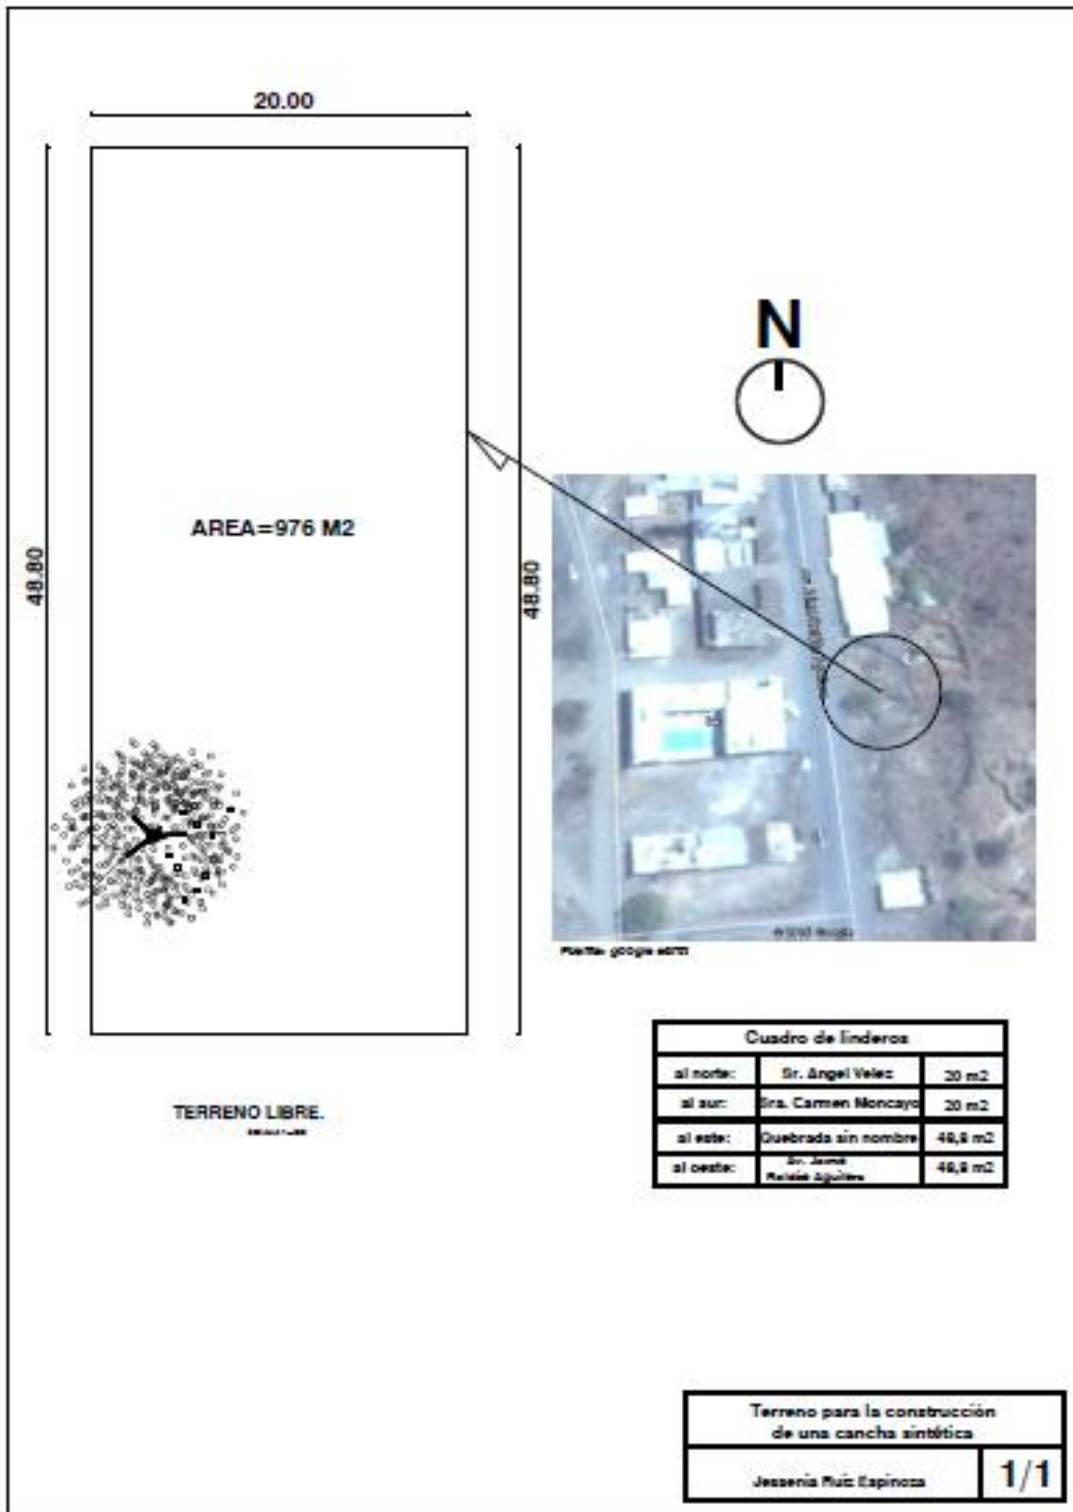 20.00
N
AREA=976 M2
48.80
48.80
google earth
TERRENO LIBRE.
Cuadro de linderos
al norte: Sr. Angel Velez 20 m2
al sur: Sra. Carmen Moncayo 20 m2
al este: Quebrada sin nombre 48,8 m2
al oeste: 48,8 m2
Terreno para la construcción
de una cancha sintética
Jessenia Ruiz Espinoza
1/1